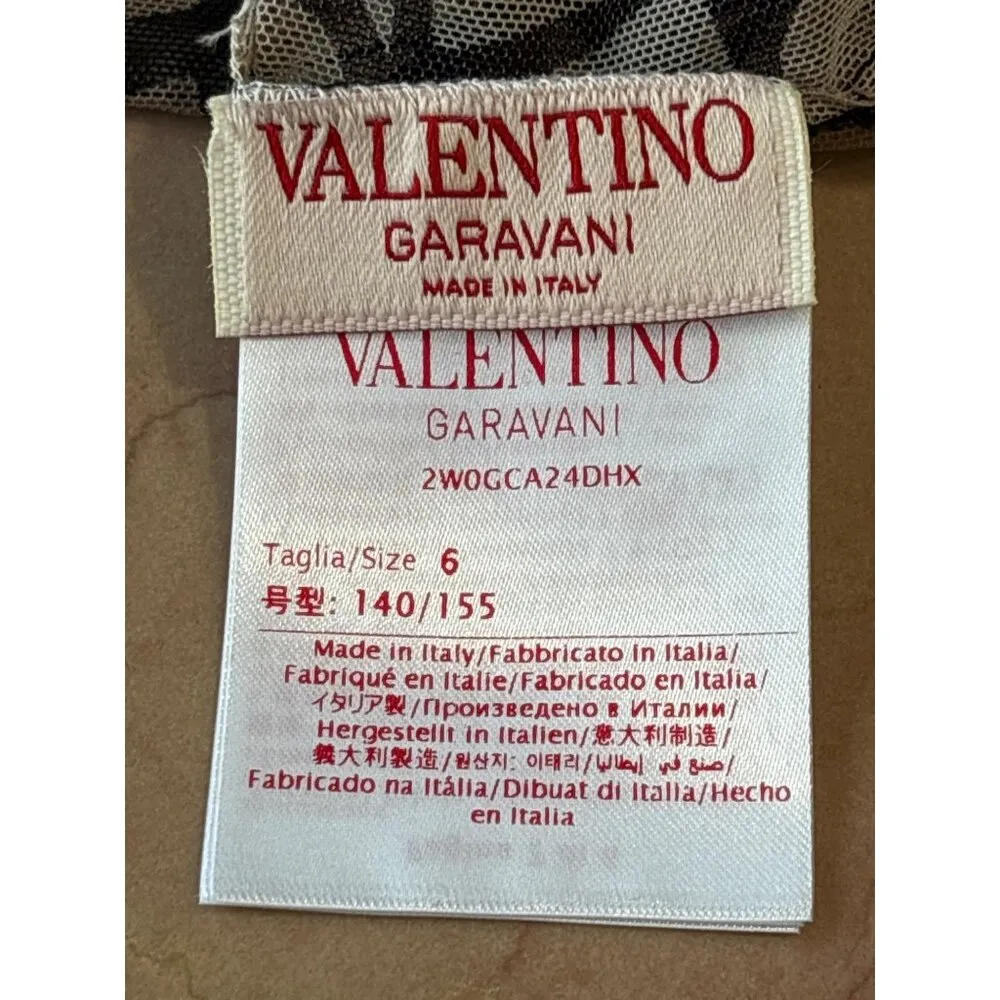 VALENTINO
GARAVANI
MADE IN ITALY
VALENTINO
GARAVANI
2W0GCA24DHX
Taglia/Size 6
号型: 140/155
Made in Italy/Fabbricato in Italia/
Fabriqué en Italie/Fabricado en Italia/
イタリア製/Произведено в Италии/
Hergestellt in Italien/意大利制造/
義大利製造/원산지: 이태리/صنع في إيطاليا/
Fabricado na Itália/Dibuat di Italia/Hecho
en Italia